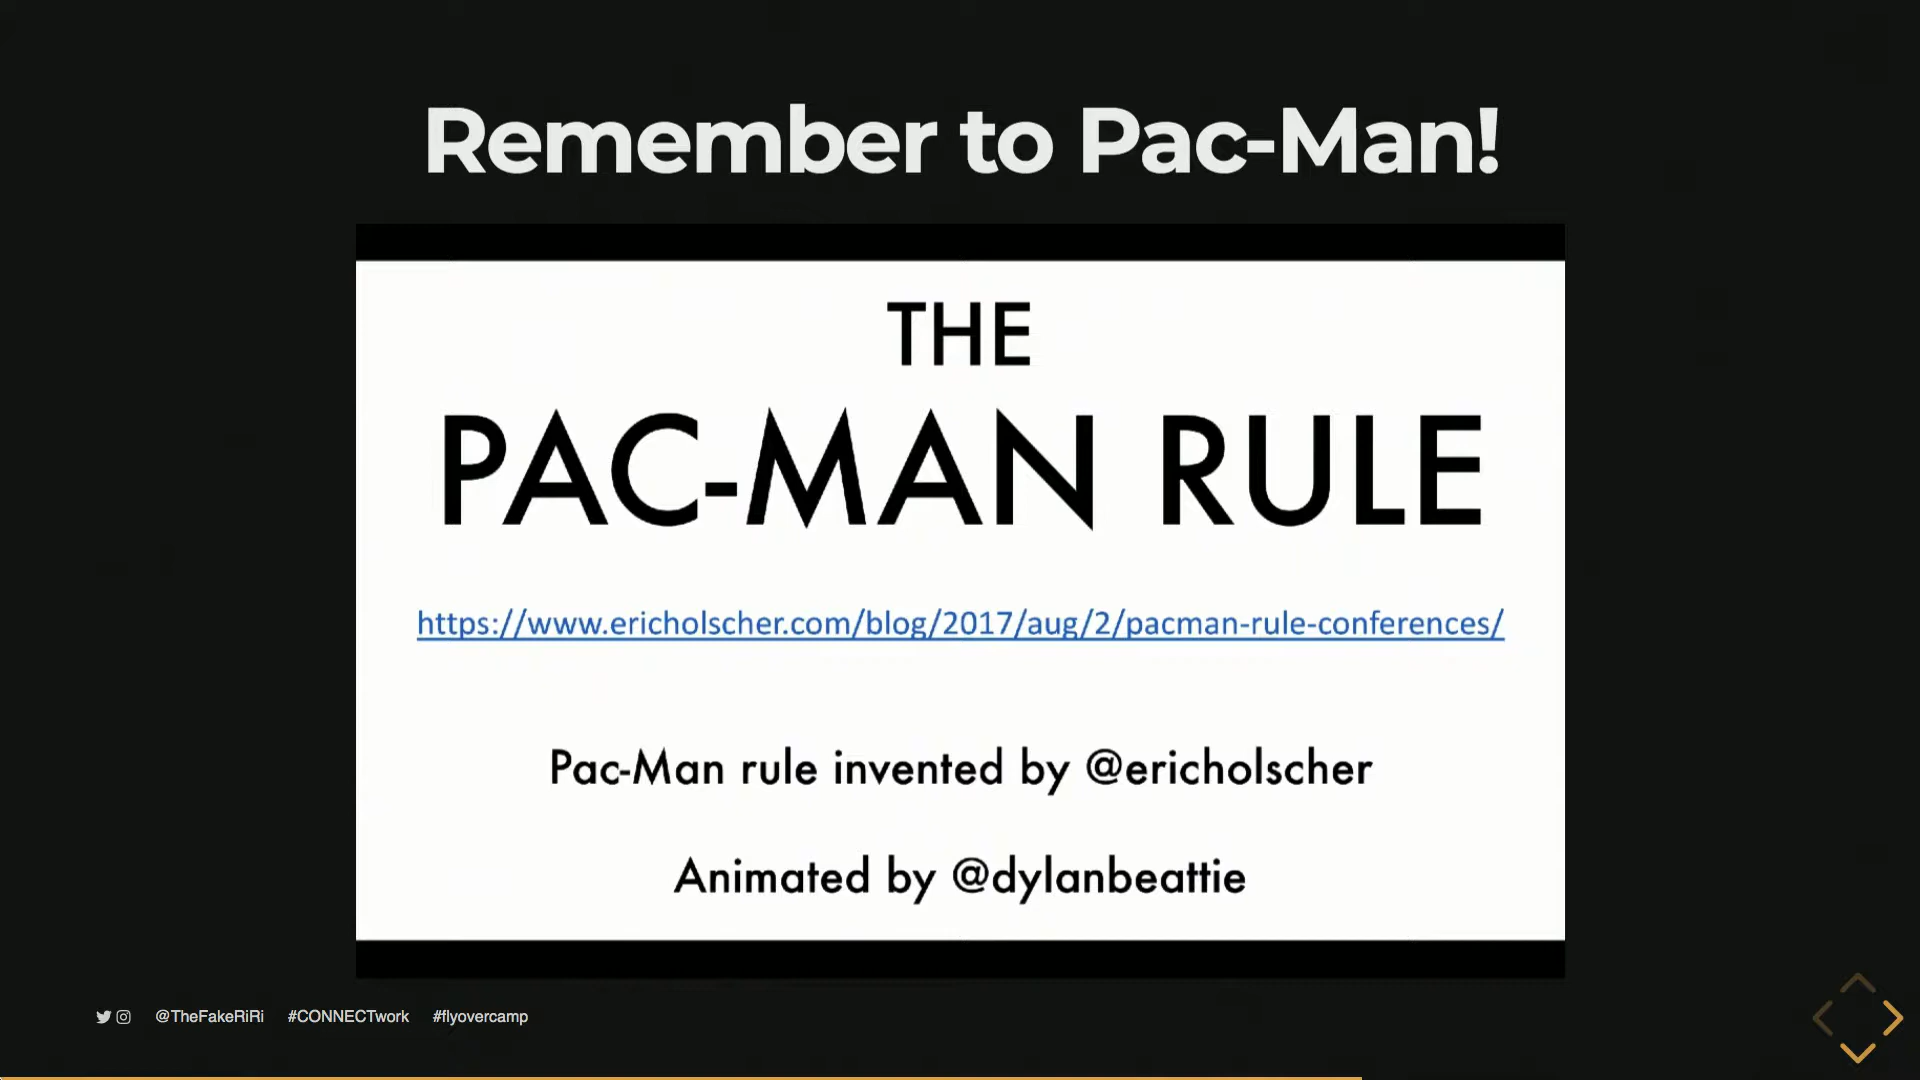 Remember to Pac-Man!
THE
PAC-MAN RULE
https://www.ericholscher.com/blog/2017/aug/2/pacman-rule-conferences/
Pac-Man rule invented by @ericholscher
Animated by @dylanbeattie
@TheFakeRiRi #CONNECTwork #flyovercamp